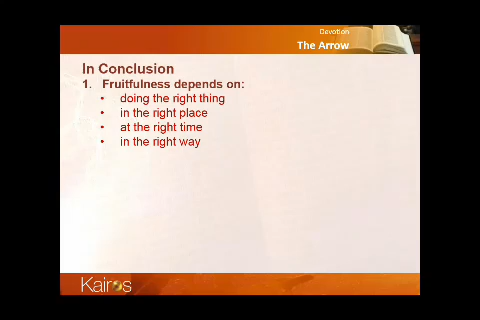 Devotion
The Arrow
In Conclusion
1. Fruitfulness depends on:
• doing the right thing
• in the right place
• at the right time
• in the right way
Kairos